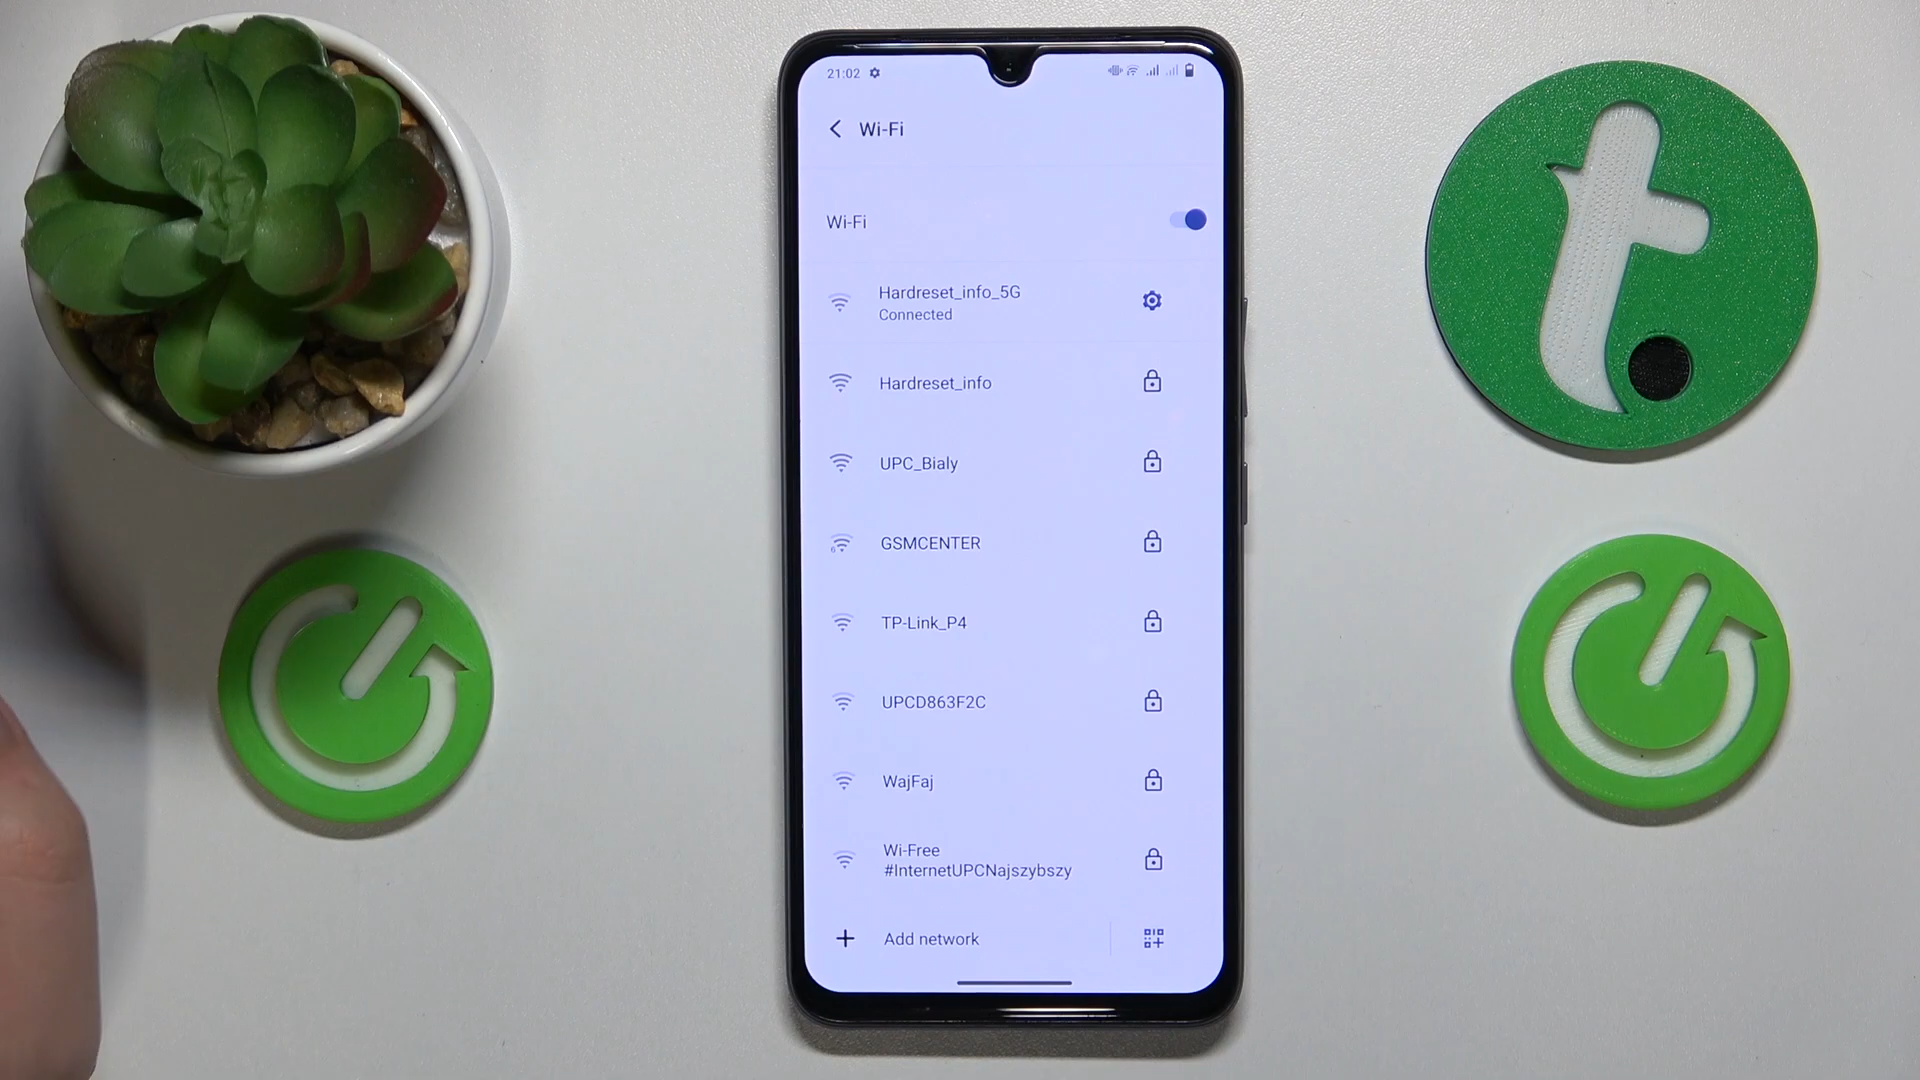 21:02
Wi-Fi
Wi-Fi
Hardreset_info_5G
Connected
Hardreset_info
UPC_Bialy
GSMCENTER
6
TP-Link_P4
UPCD863F2C
WajFaj
Wi-Free
#InternetUPCNajszybszy
Add network
t